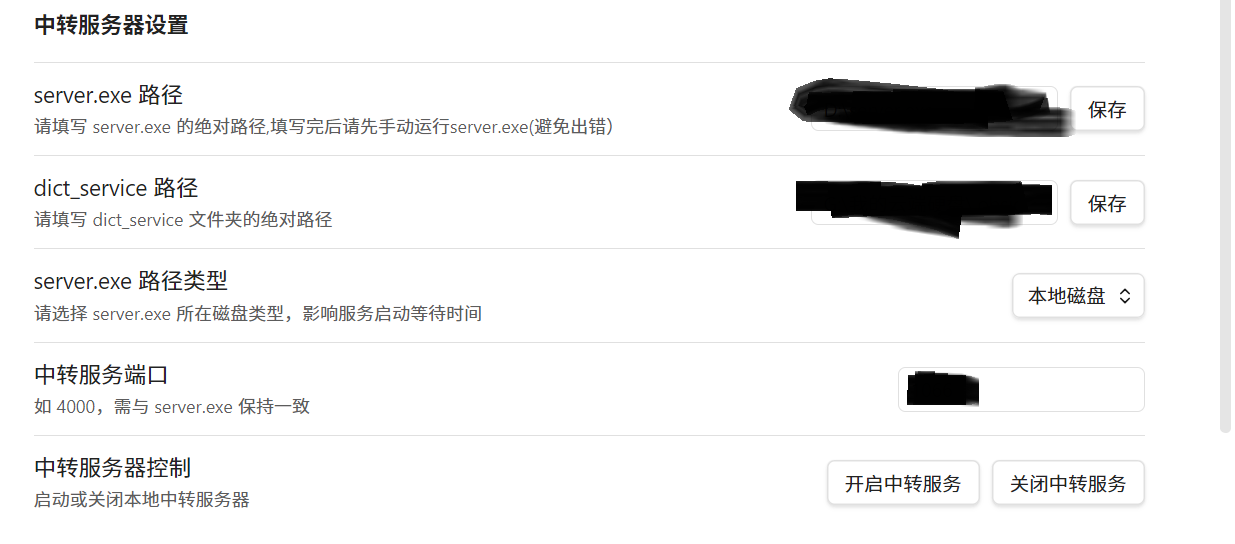 中转服务器设置
server.exe 路径
请填写 server.exe 的绝对路径,填写完后请先手动运行server.exe(避免出错）
保存
dict_service 路径
请填写 dict_service 文件夹的绝对路径
保存
server.exe 路径类型
请选择 server.exe 所在磁盘类型，影响服务启动等待时间
本地磁盘
中转服务端口
如 4000，需与 server.exe 保持一致
中转服务器控制
启动或关闭本地中转服务器
开启中转服务
关闭中转服务